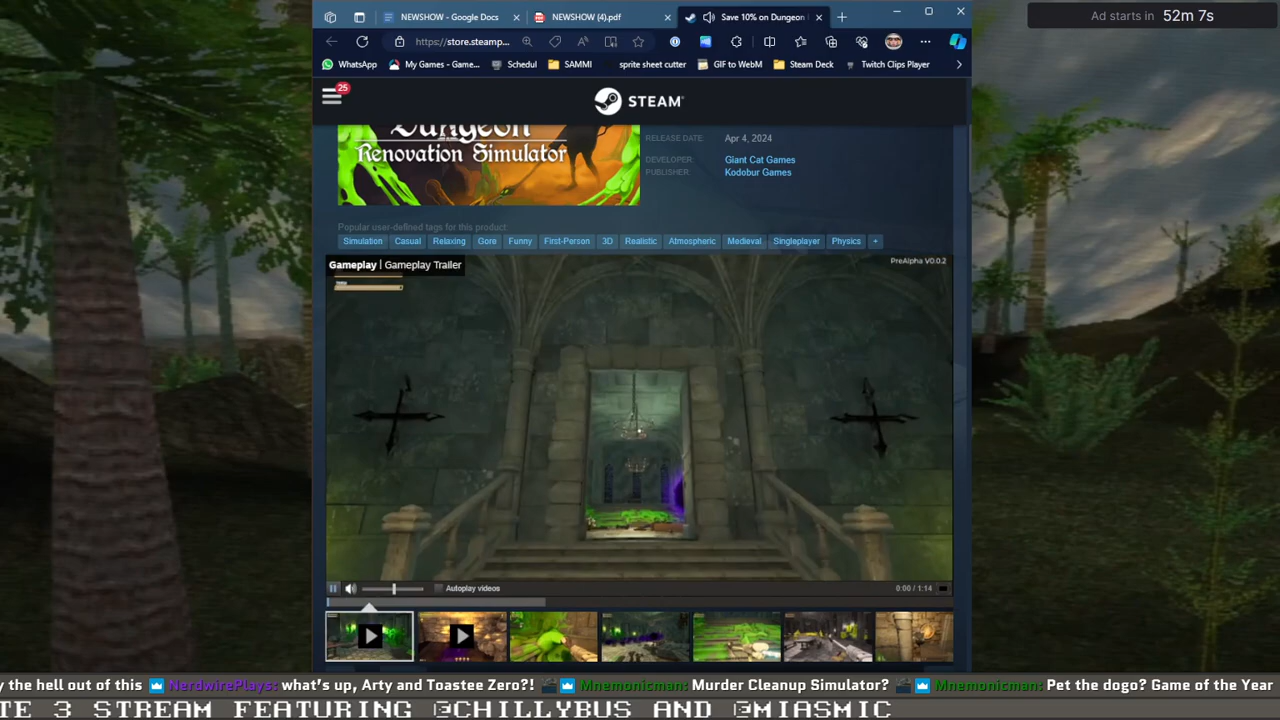 Ad starts in 52m 7s
NEWSHOW - Google Docs
NEWSHOW (4).pdf
Save 10% on Dungeon
https://store.steamp...
WhatsApp
My Games - Game...
Schedul
SAMMI
sprite sheet cutter
GIF to WebM
Steam Deck
Twitch Clips Player
25
STEAM®
Dungeon
Renovation Simulator
RELEASE DATE: Apr 4, 2024
DEVELOPER: Giant Cat Games
PUBLISHER: Kodobur Games
Popular user-defined tags for this product:
Simulation Casual Relaxing Gore Funny First-Person 3D Realistic Atmospheric Medieval Singleplayer Physics +
Gameplay | Gameplay Trailer
PreAlpha V0.0.2
Autoplay videos
0:00 / 1:14
y the hell out of this NerdwirePlays: what's up, Arty and Toastee Zero?! Mnemonicman: Murder Cleanup Simulator? Mnemonicman: Pet the dogo? Game of the Year
TE 3 STREAM FEATURING @CHILLYBUS AND @MIASMIC